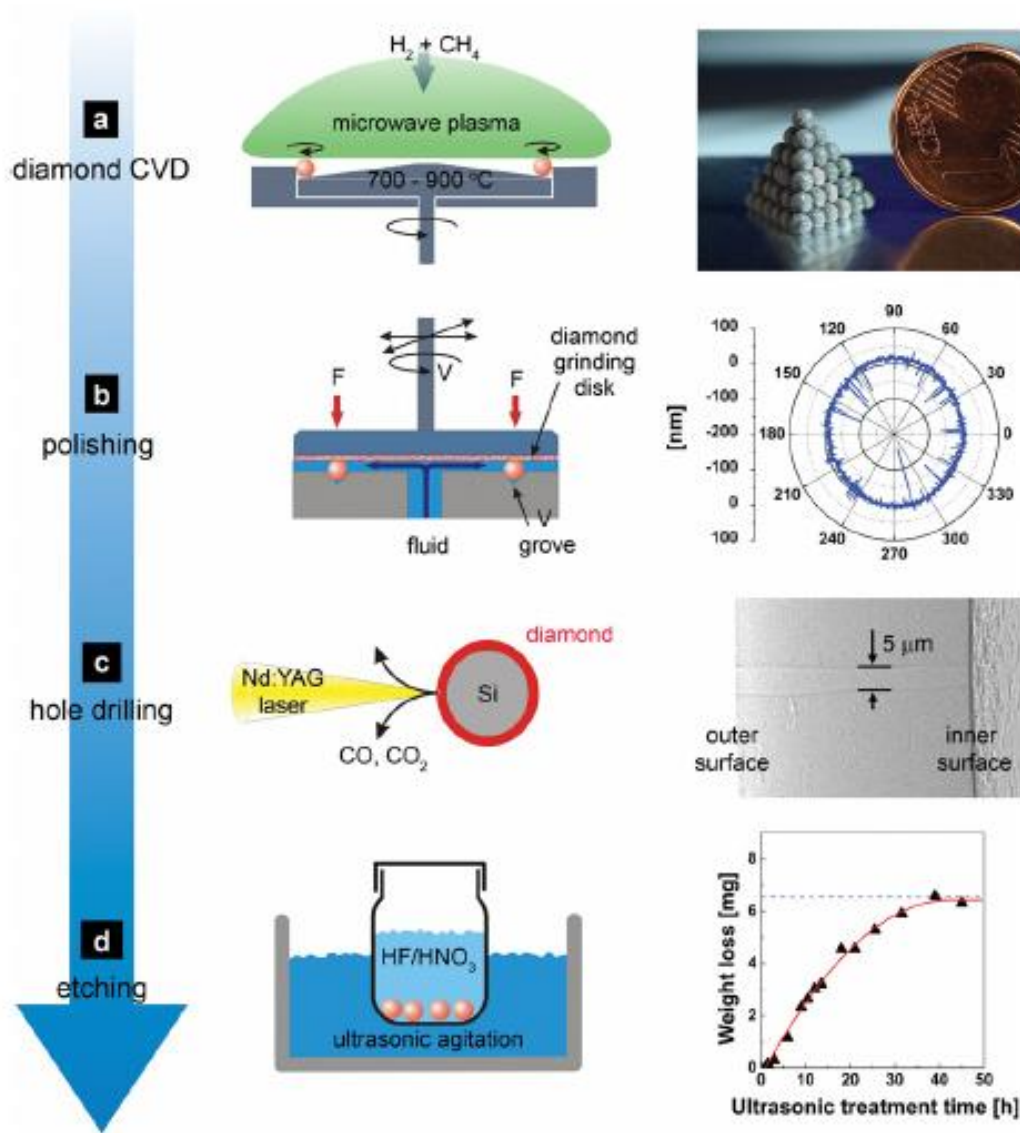 a
diamond CVD
H₂ + CH₄
microwave plasma
700 - 900 ºC
1
b
polishing
V
F
F
diamond
grinding
disk
fluid
V
grove
[nm]
100
0
-100
-200
-100
0
100
90
120
60
150
30
180
0
210
330
240
300
270
c
hole drilling
Nd:YAG
laser
CO, CO₂
diamond
Si
5 μm
outer
surface
inner
surface
d
etching
HF/HNO₃
ultrasonic agitation
Weight loss [mg]
8
6
4
2
0
0
10
20
30
40
50
Ultrasonic treatment time [h]